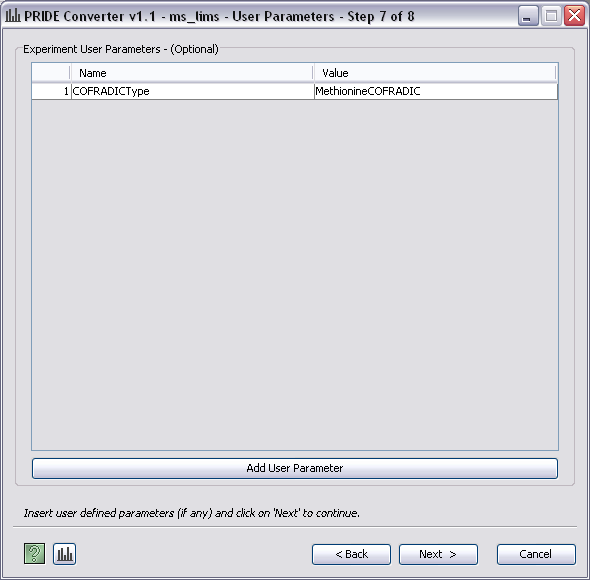 PRIDE Converter v1.1 - ms_lims - User Parameters - Step 7 of 8
Experiment User Parameters - (Optional)
Name Value
1 COFRADICType MethionineCOFRADIC
Add User Parameter
Insert user defined parameters (if any) and click on 'Next' to continue.
? < Back Next > Cancel